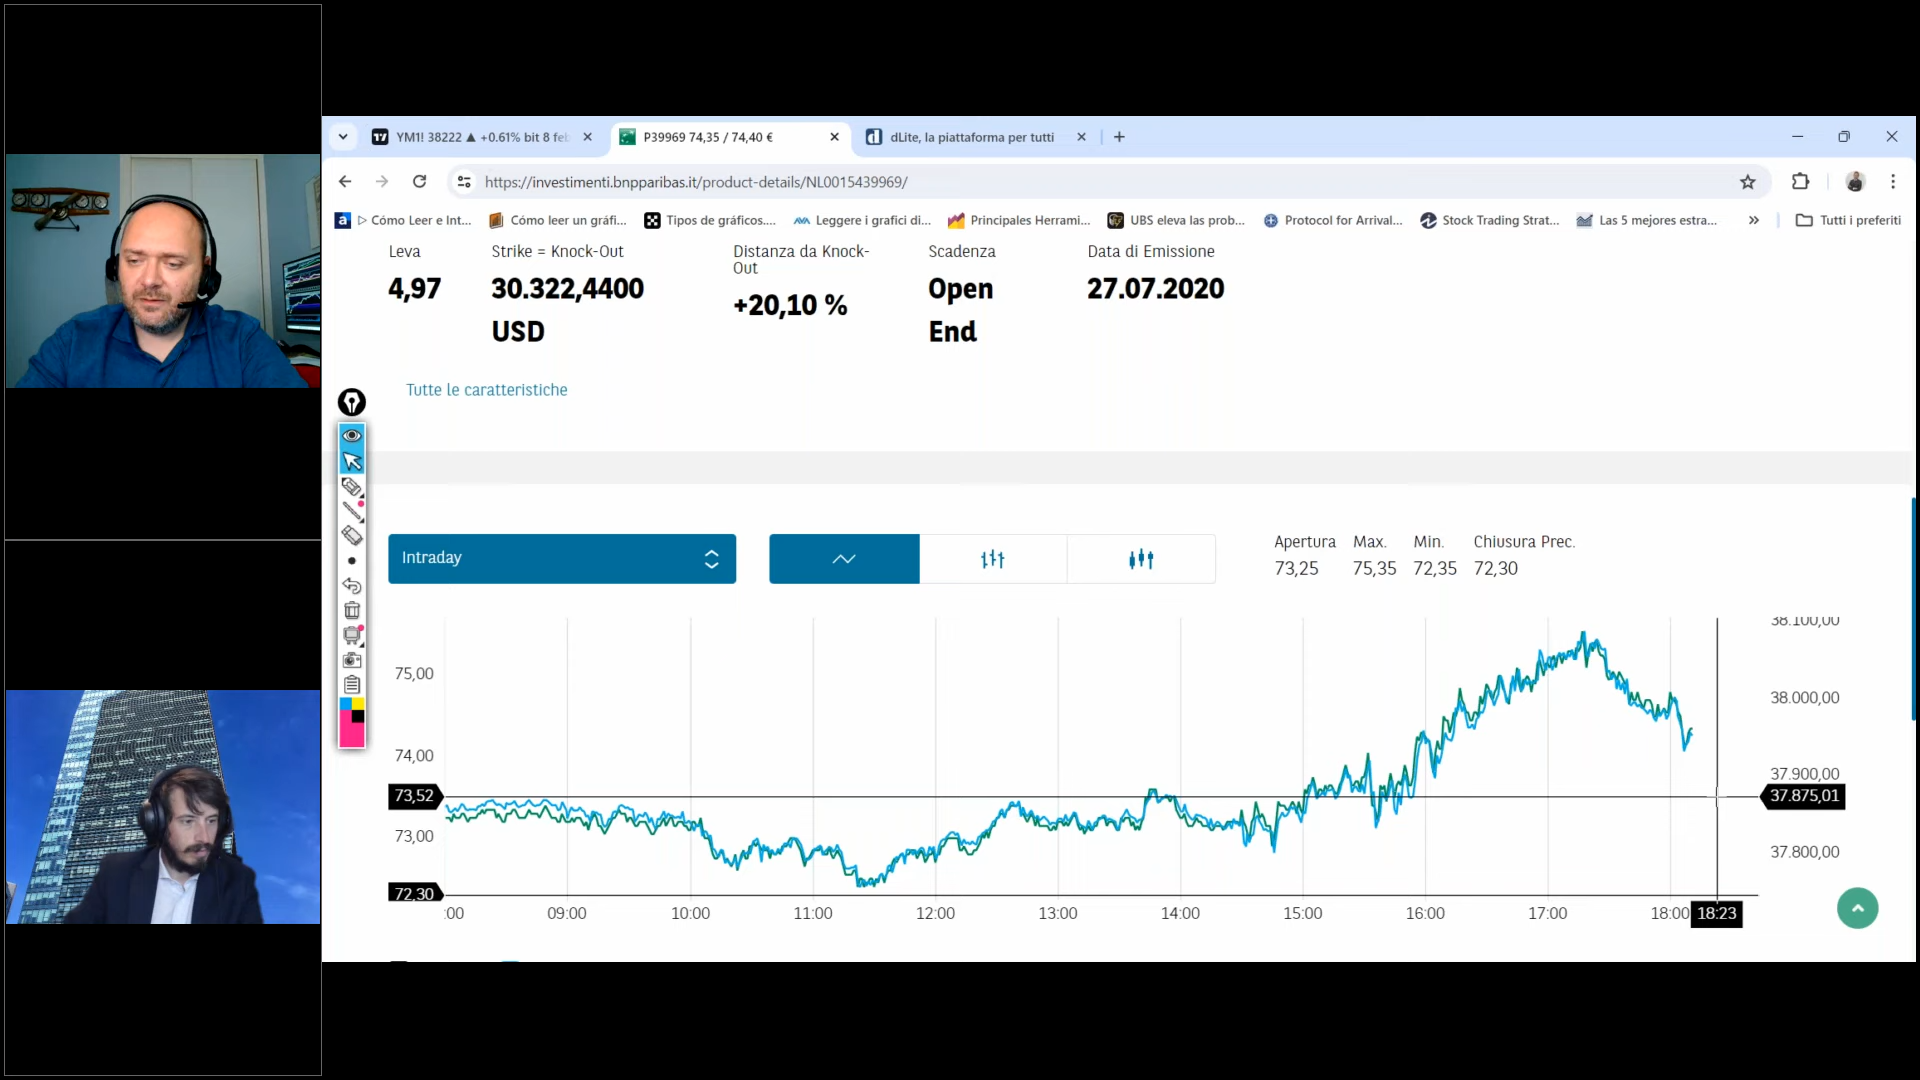 YM1! 38222 ▲ +0.61% bit 8 feb
P39969 74,35 / 74,40 €
dLite, la piattaforma per tutti
https://investimenti.bnpparibas.it/product-details/NL0015439969/
▷ Cómo Leer e Int...
Cómo leer un gráfi...
Tipos de gráficos....
Leggere i grafici di...
Principales Herrami...
UBS eleva las prob...
Protocol for Arrival...
Stock Trading Strat...
Las 5 mejores estra...
»
Tutti i preferiti
Leva
4,97
Strike = Knock-Out
30.322,4400
USD
Distanza da Knock-
Out
+20,10 %
Scadenza
Open
End
Data di Emissione
27.07.2020
Tutte le caratteristiche
Intraday
Apertura Max. Min. Chiusura Prec.
73,25 75,35 72,35 72,30
75,00
74,00
73,52
73,00
72,30
38.100,00
38.000,00
37.900,00
37.875,01
37.800,00
:00 09:00 10:00 11:00 12:00 13:00 14:00 15:00 16:00 17:00 18:00 18:23